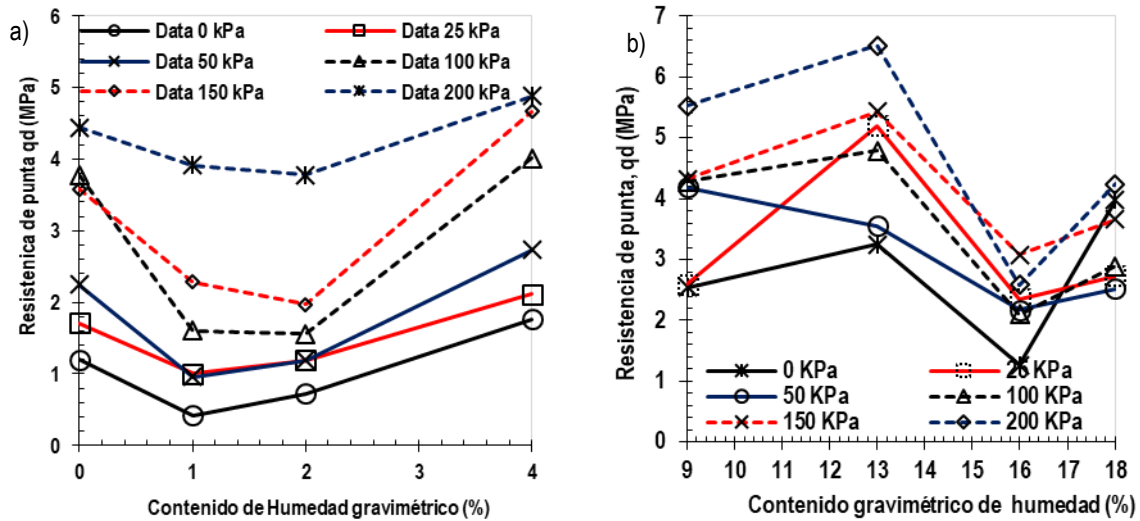 a)
Resistenica de punta qd (MPa)
6
5
4
3
2
1
0
Data 0 kPa
Data 25 kPa
Data 50 kPa
Data 100 kPa
Data 150 kPa
Data 200 kPa
0 1 2 3 4
Contenido de Humedad gravimétrico (%)
b)
Resistencia de punta, qd (MPa)
7
6
5
4
3
2
1
0
0 KPa
25 KPa
50 KPa
100 KPa
150 KPa
200 KPa
9 10 11 12 13 14 15 16 17 18
Contenido gravimétrico de humedad (%)